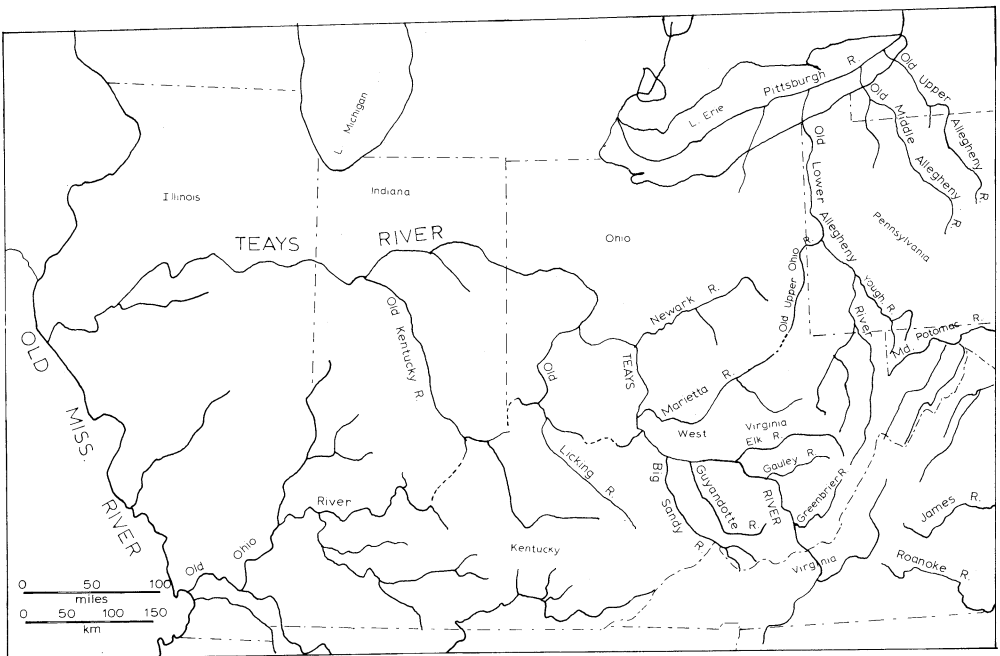 L. Michigan
L. Erie
Pittsburgh R.
Old Upper Allegheny R.
Old Middle Allegheny R.
Old Lower Allegheny River
Illinois
Indiana
Ohio
Pennsylvania
TEAYS RIVER
Old Kentucky R.
Newark R.
Old Upper Ohio R.
Yough. R.
Md. Potomac R.
OLD MISS. RIVER
Old Licking R.
TEAYS
Marietta R.
West Virginia
Elk R.
Gauley R.
Greenbrier R.
Big Sandy R.
Guyandotte R.
RIVER
James R.
Roanoke R.
Virginia
Kentucky
Old Ohio River
0 50 100
miles
0 50 100 150
km